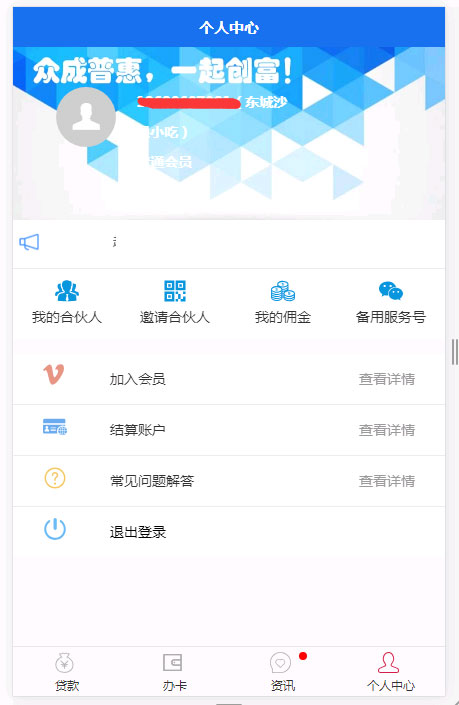 个人中心
众成普惠，一起创富！
（东城沙
小吃）
通会员
我的合伙人 邀请合伙人 我的佣金 备用服务号
加入会员 查看详情
结算账户 查看详情
常见问题解答 查看详情
退出登录
贷款 办卡 资讯 个人中心